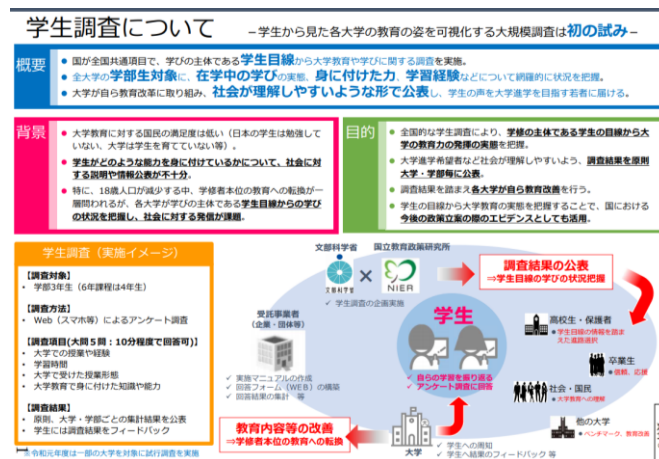 学生調査について
－学生から見た各大学の教育の姿を可視化する大規模調査は初の試み－
概要
● 国が全国共通項目で、学びの主体である学生目線から大学教育や学びに関する調査を実施。
● 全大学の学部生対象に、在学中の学びの実態、身に付けた力、学習経験などについて網羅的に状況を把握。
● 大学が自ら教育改革に取り組み、社会が理解しやすいような形で公表し、学生の声を大学進学を目指す若者に届ける。
背景
● 大学教育に対する国民の満足度は低い（日本の学生は勉強して
いない、大学は学生を育てていない等）。
● 学生がどのような能力を身に付けているかについて、社会に対
する説明や情報公表が不十分。
● 特に、18歳人口が減少する中、学修者本位の教育への転換が一
層問われるが、各大学が学びの主体である学生目線からの学び
の状況を把握し、社会に対する発信が課題。
目的
● 全国的な学生調査により、学修の主体である学生の目線から大
学の教育力の発揮の実態を把握。
● 大学進学希望者など社会が理解しやすいよう、調査結果を原則
大学・学部毎に公表。
● 調査結果を踏まえ各大学が自ら教育改善を行う。
● 学生の目線から大学教育の実態を把握することで、国における
今後の政策立案の際のエビデンスとしても活用。
学生調査（実施イメージ）
【調査対象】
・ 学部3年生（6年課程は4年生）
【調査方法】
・ Web（スマホ等）によるアンケート調査
【調査項目(大問5問：10分程度で回答可)】
・ 大学での授業や経験
・ 学習時間
・ 大学で受けた授業形態
・ 大学教育で身に付けた知識や能力
【調査結果】
・ 原則、大学・学部ごとの集計結果を公表
・ 学生には調査結果をフィードバック
令和元年度は一部の大学を対象に試行調査を実施
文部科学省
国立教育政策研究所
文部科学省
×
NIER
✓ 学生調査の企画実施
調査結果の公表
⇒学生目線の学びの状況把握
受託事業者
（企業・団体等）
✓ 実施マニュアルの作成
✓ 回答フォーム（WEB）の構築
✓ 回答結果の集計 等
学生
✓ 自らの学習を振り返る
✓ アンケート調査に回答
高校生・保護者
● 学生目線の情報を踏ま
えた進路選択
卒業生
● 信頼、応援
社会・国民
● 大学教育への理解
他の大学
● ベンチマーク、教育改善
教育内容等の改善
⇒学修者本位の教育への転換
大学
✓ 学生への周知
✓ 学生へ結果のフィードバック 等